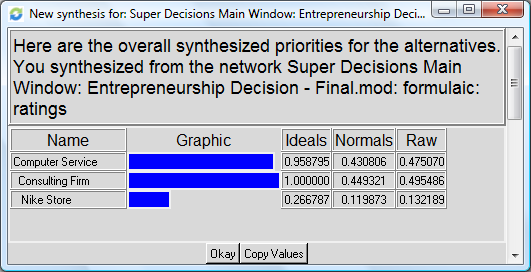 New synthesis for: Super Decisions Main Window: Entrepreneurship Deci...
Here are the overall synthesized priorities for the alternatives.
You synthesized from the network Super Decisions Main
Window: Entrepreneurship Decision - Final.mod: formulaic:
ratings
Name Graphic Ideals Normals Raw
Computer Service 0.958795 0.430806 0.475070
Consulting Firm 1.000000 0.449321 0.495486
Nike Store 0.266787 0.119873 0.132189
Okay Copy Values